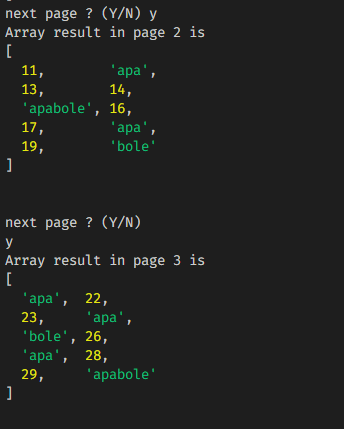 next page ? (Y/N) y
Array result in page 2 is
[
  11,        'apa',
  13,        14,
  'apabole', 16,
  17,        'apa',
  19,        'bole'
]
next page ? (Y/N)
y
Array result in page 3 is
[
  'apa',  22,
  23,     'apa',
  'bole', 26,
  'apa',  28,
  29,     'apabole'
]